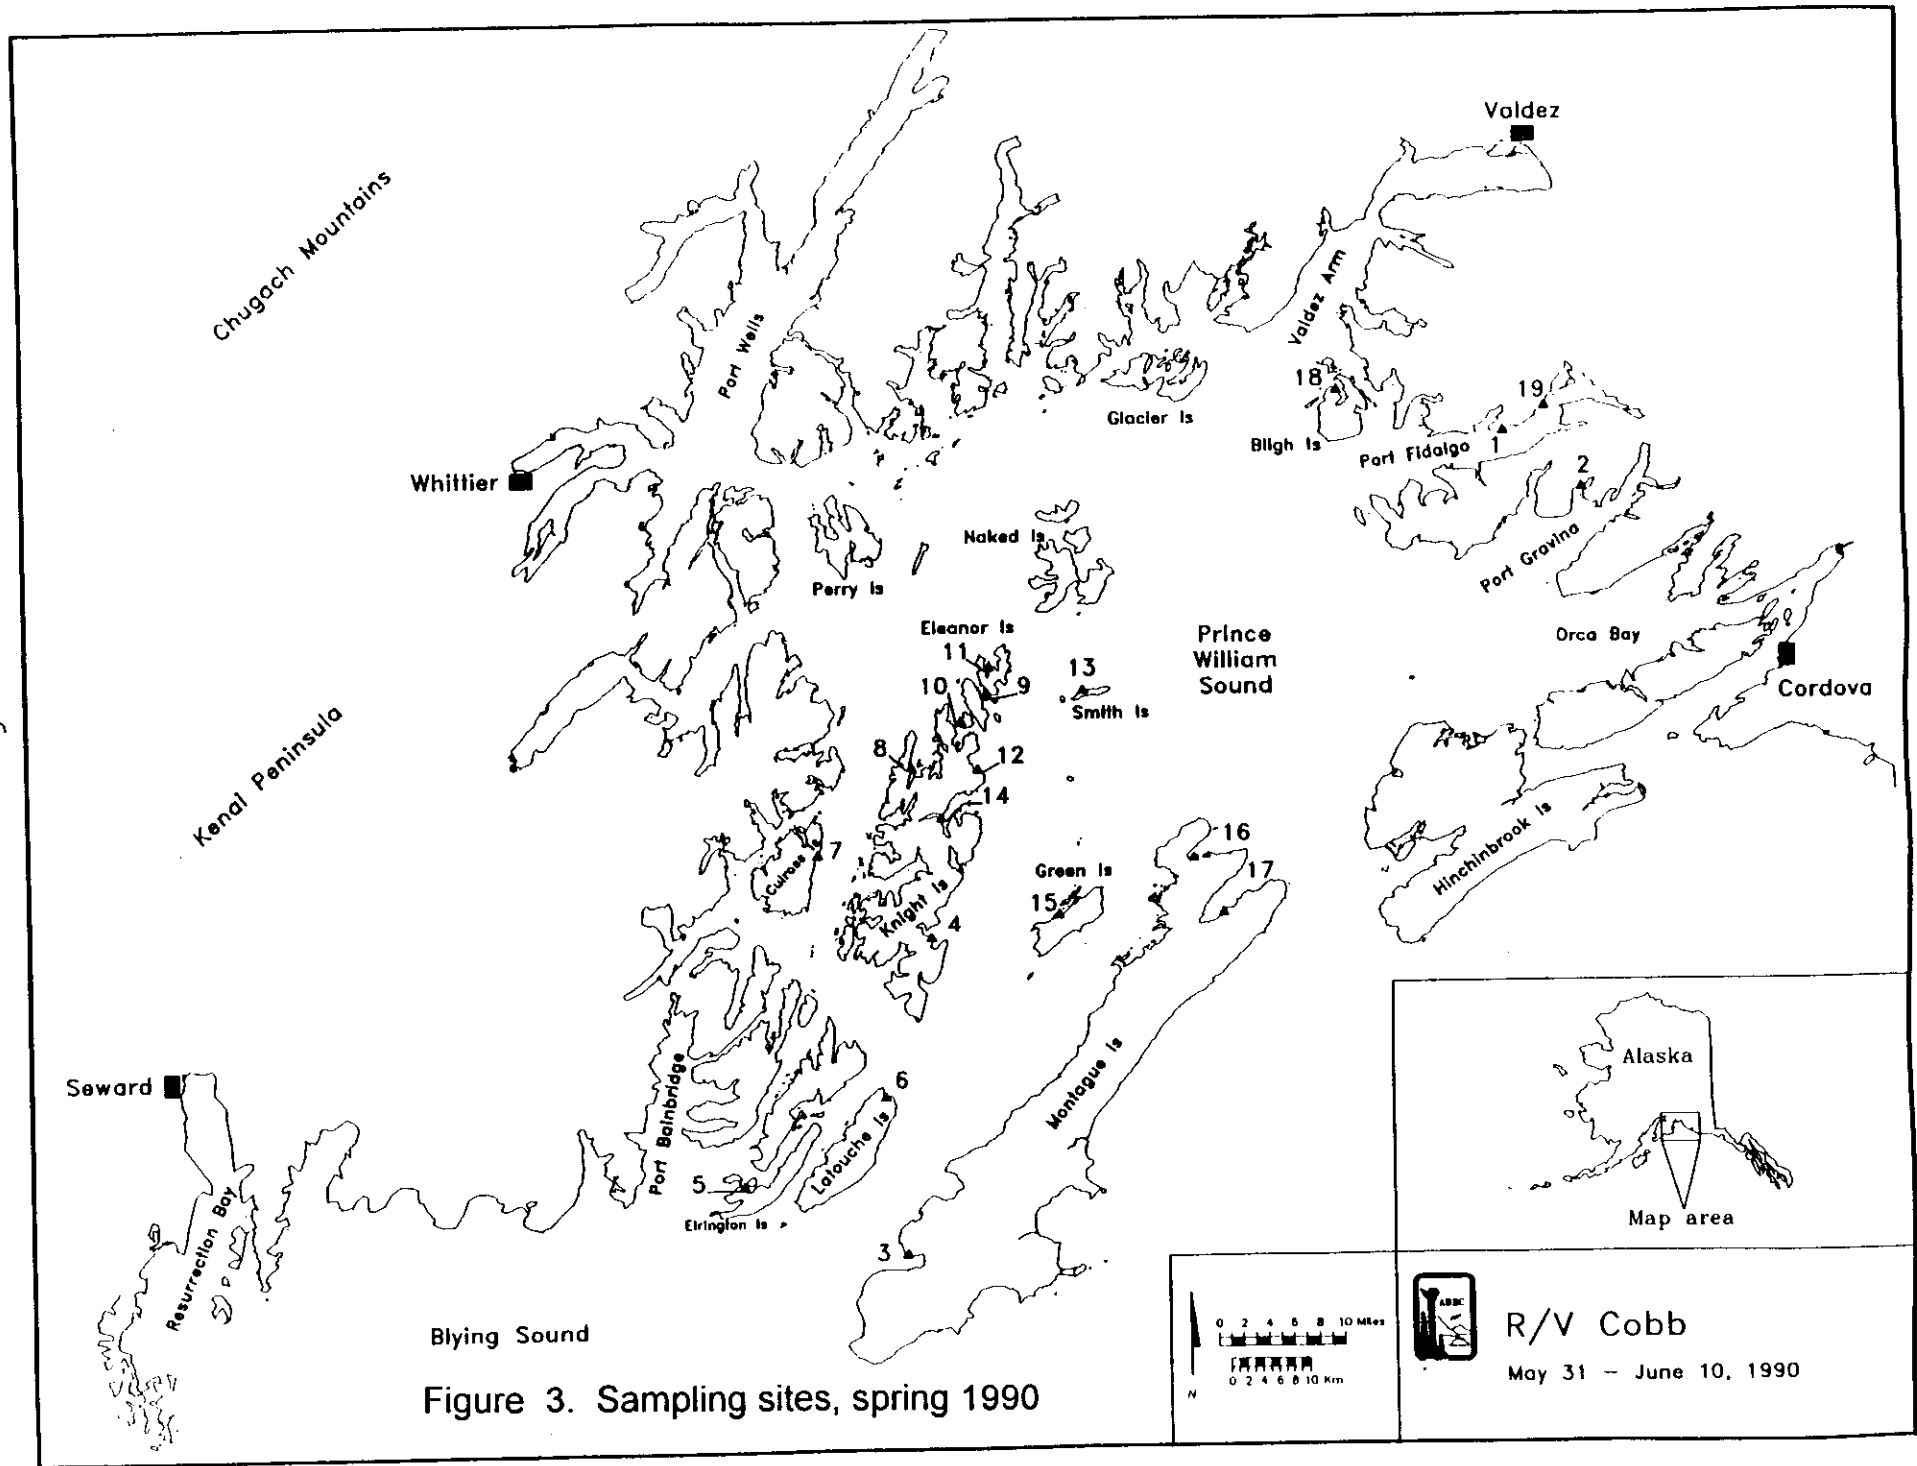 Valdez
Chugach Mountains
Valdez Arm
Port Wells
18
19
Glacier Is
Bligh Is
Port Fidalgo
1
2
Whittier
Naked Is
Port Gravina
Perry Is
Eleanor Is
Prince
William
Sound
Orca Bay
11
13
10
9
Cordova
Smith Is
Kenai Peninsula
8
12
14
16
Hinchinbrook Is
7
Culross Is
Green Is
17
15
Knight Is
4
Alaska
Montague Is
Seward
6
Port Bainbridge
Latouche Is
5
Map area
Elrington Is
Resurrection Bay
3
Blying Sound
0 2 4 6 8 10 Miles
0 2 4 6 8 10 Km
N
R/V Cobb
May 31 - June 10, 1990
Figure 3. Sampling sites, spring 1990